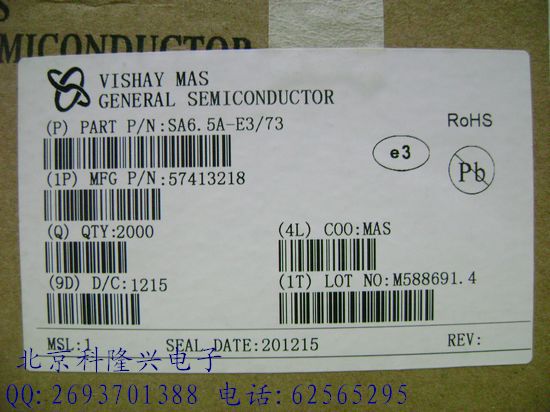 S
SEMICONDUCTOR
VISHAY MAS
GENERAL SEMICONDUCTOR
(P) PART P/N:SA6.5A-E3/73
RoHS
e3
Pb
(1P) MFG P/N:57413218
(Q) QTY:2000
(4L) COO:MAS
(9D) D/C:1215
(1T) LOT NO:M588691.4
MSL:1 SEAL DATE:201215 REV:
北京科隆兴电子
QQ:2693701388 电话:62565295